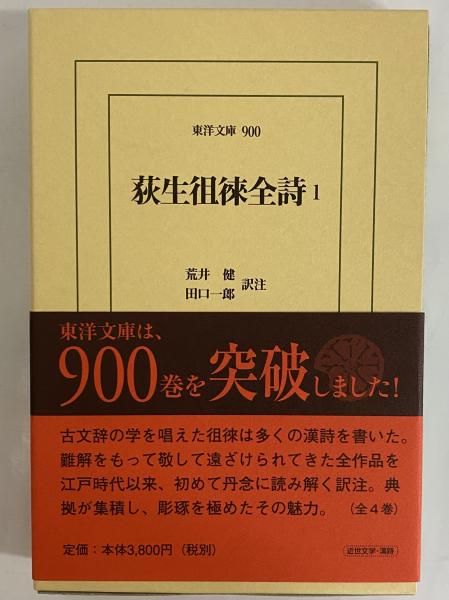 東洋文庫 900
荻生徂徠全詩 1
荒井 健
田口一郎 訳注
東洋文庫は、
900巻を突破しました!
古文辞の学を唱えた徂徠は多くの漢詩を書いた。
難解をもって敬して遠ざけられてきた全作品を
江戸時代以来、初めて丹念に読み解く訳注。典
拠が集積し、彫琢を極めたその魅力。 (全4巻)
定価:本体3,800円(税別)
近世文学・漢詩